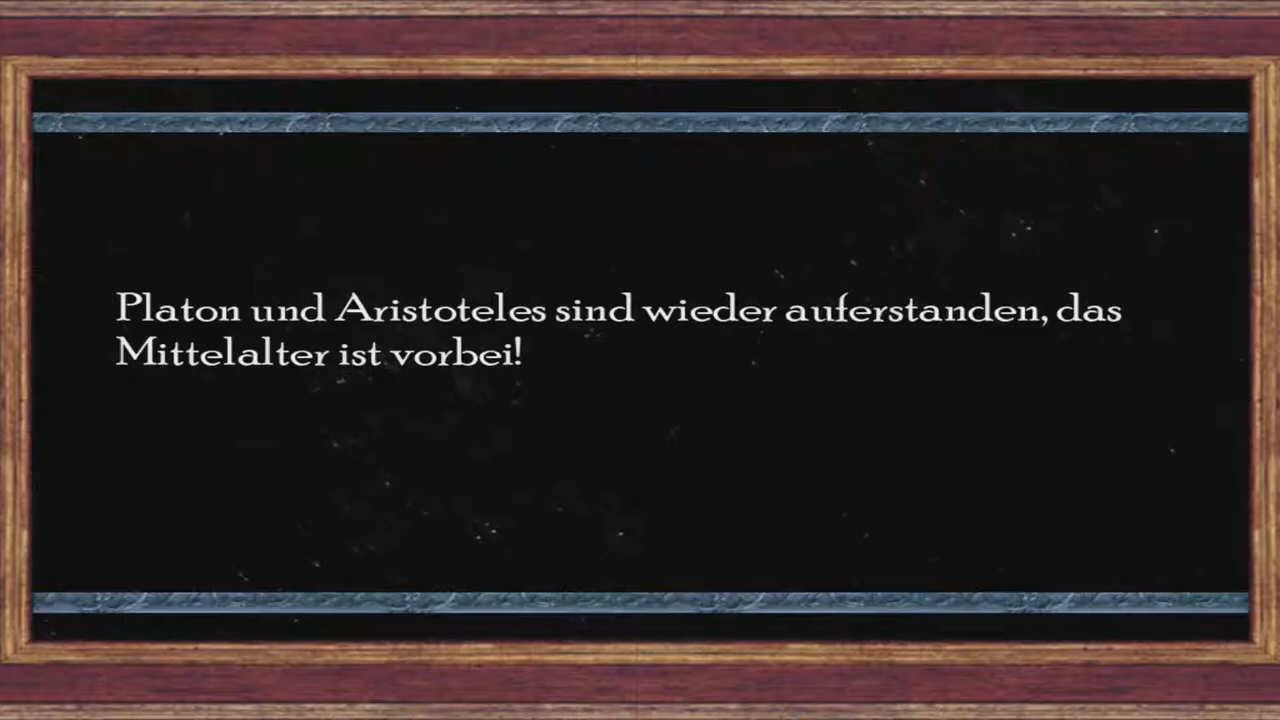 Platon und Aristoteles sind wieder auferstanden, das
Mittelalter ist vorbei!